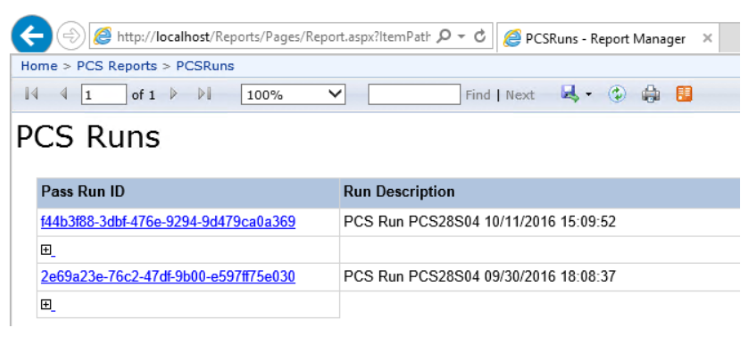 http://localhost/Reports/Pages/Report.aspx?ItemPath
PCSRuns - Report Manager
Home > PCS Reports > PCSRuns
1 of 1 100% Find | Next
PCS Runs
Pass Run ID Run Description
f44b3f88-3dbf-476e-9294-9d479ca0a369 PCS Run PCS28S04 10/11/2016 15:09:52
2e69a23e-76c2-47df-9b00-e597ff75e030 PCS Run PCS28S04 09/30/2016 18:08:37